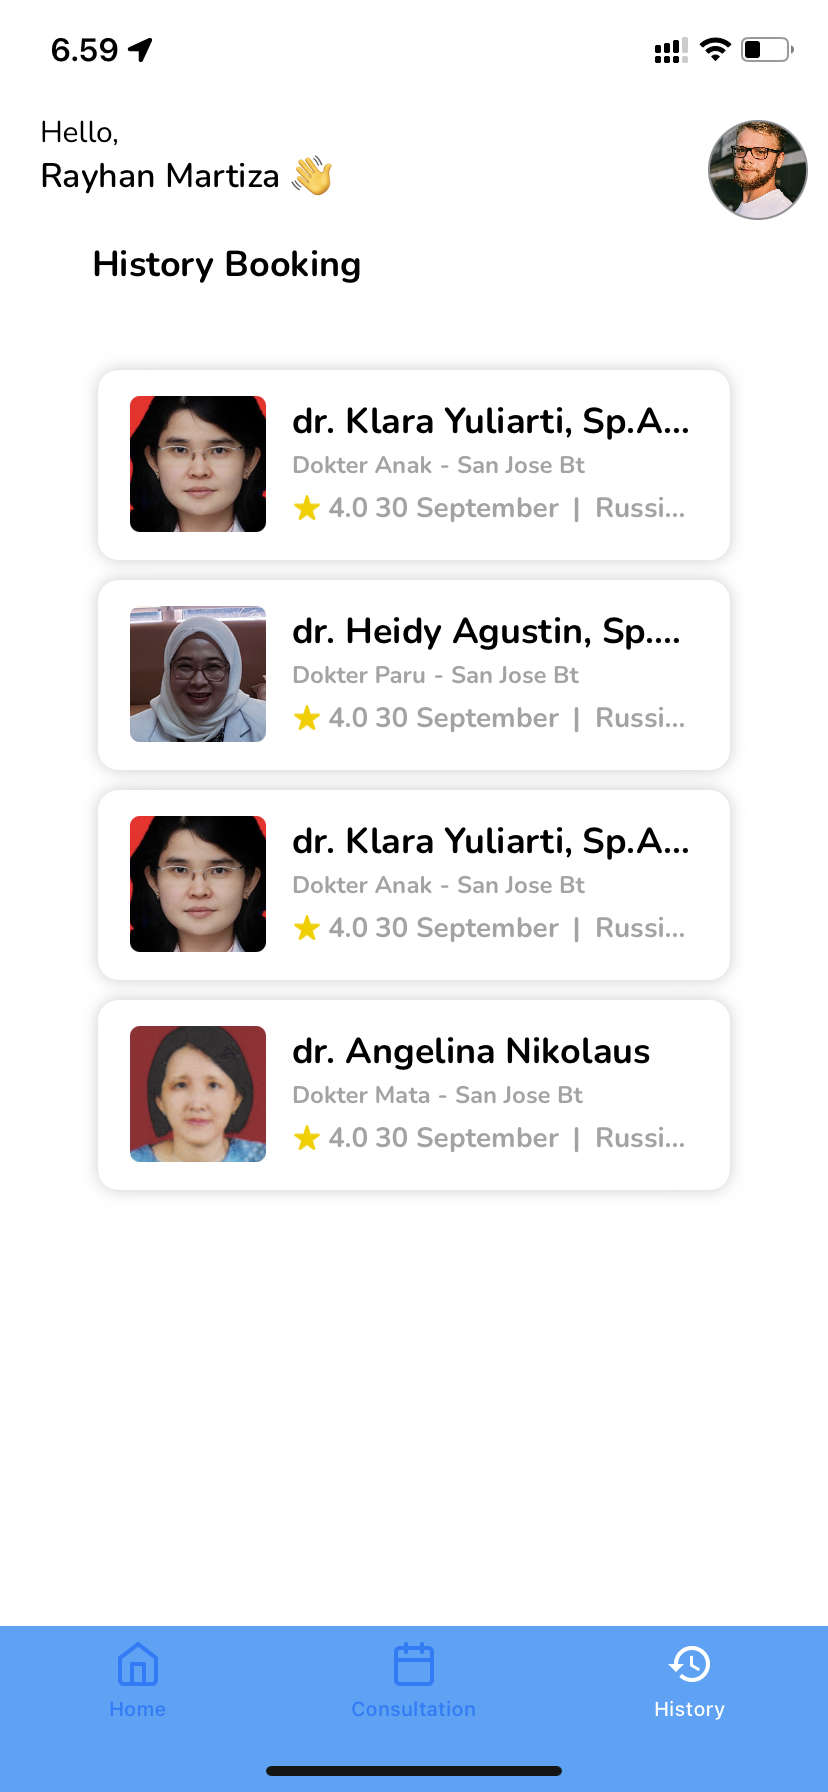 6.59
Hello,
Rayhan Martiza 👋
History Booking
dr. Klara Yuliarti, Sp.A...
Dokter Anak - San Jose Bt
4.0 30 September | Russi...
dr. Heidy Agustin, Sp....
Dokter Paru - San Jose Bt
4.0 30 September | Russi...
dr. Klara Yuliarti, Sp.A...
Dokter Anak - San Jose Bt
4.0 30 September | Russi...
dr. Angelina Nikolaus
Dokter Mata - San Jose Bt
4.0 30 September | Russi...
Home
Consultation
History